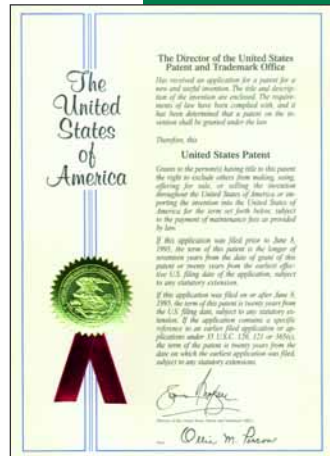 The
United
States
of
America
The Director of the United States
Patent and Trademark Office
Has received an application for a patent for a
new and useful invention. The title and descrip-
tion of the invention are enclosed. The require-
ments of law have been complied with, and it
has been determined that a patent on the in-
vention shall be granted under the law.
Therefore, this
United States Patent
Grants to the person(s) having title to this patent
the right to exclude others from making, using,
offering for sale, or selling the invention
throughout the United States of America or im-
porting the invention into the United States of
America for the term set forth below, subject
to the payment of maintenance fees as provided
by law.
If this application was filed prior to June 8,
1995, the term of this patent is the longer of
seventeen years from the date of grant of this
patent or twenty years from the earliest effec-
tive U.S. filing date of the application, subject
to any statutory extension.
If this application was filed on or after June 8,
1995, the term of this patent is twenty years from
the U.S. filing date, subject to any statutory ex-
tension. If the application contains a specific
reference to an earlier filed application or ap-
plications under 35 U.S.C. 120, 121 or 365(c),
the term of the patent is twenty years from the
date on which the earliest application was filed,
subject to any statutory extensions.